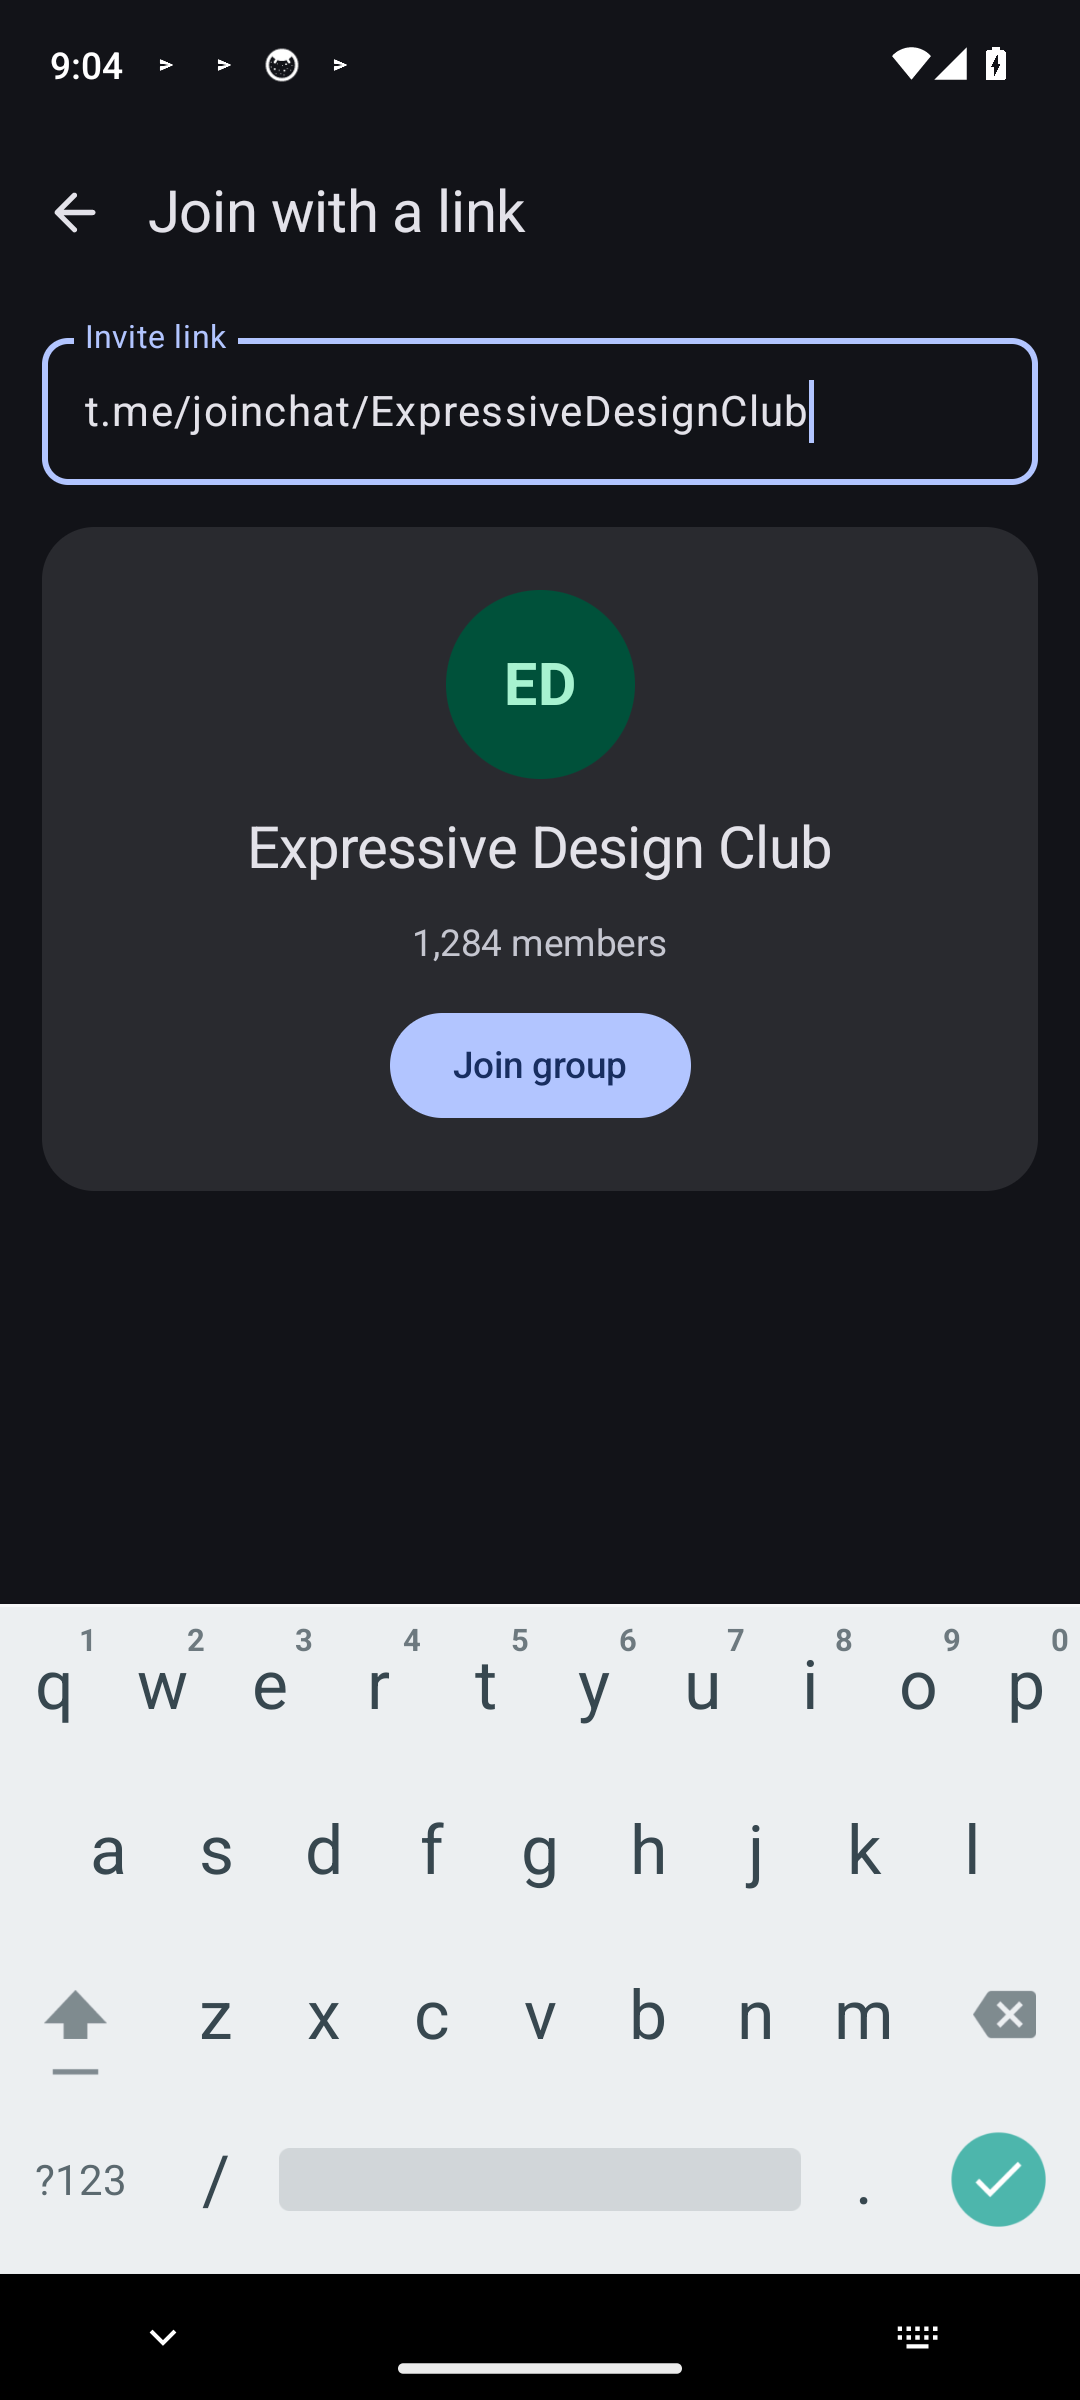 9:04
Join with a link
Invite link
t.me/joinchat/ExpressiveDesignClub
ED
Expressive Design Club
1,284 members
Join group
1 2 3 4 5 6 7 8 9 0
q w e r t y u i o p
a s d f g h j k l
z x c v b n m
?123 / .